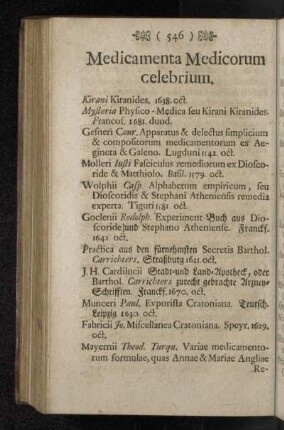 ( 546 )
Medicamenta Medicorum
celebrium.
Kirani Kiranides. 1638. oct.
Mysteria Physico-Medica seu Kirani Kiranides.
Francof. 1681. duod.
Gesneri Conr. Apparatus & delectus simplicium
& compositorum medicamentorum ex Ae-
gineta & Galeno. Lugduni 1542. oct.
Molleri Iusti Fasciculus remediorum ex Diosco-
ride & Matthiolo. Basil. 1579. oct.
Wolphii Casp. Alphabetum empiricum, seu
Dioscoridis & Stephani Atheniensis remedia
experta. Tiguri 1581. oct.
Goclenii Rodolph. Experiment-Buch aus Dio-
scoride und Stephano Atheniense. Franckf.
1641. oct.
Practica aus den fürnehmsten Secretis Barthol.
Carrichters, Straßburg 1621. oct.
J. H. Cardilucii Stadt- und Land-Apotheck, oder
Barthol. Carrichters zurecht gebrachte Artzney-
Schrifften. Franckf. 1670. oct.
Munceri Paul. Evporista Cratoniana. Teutsch.
Leipzig 1630. oct.
Fabricii Jo. Miscellanea Cratoniana. Speyr. 1619.
oct.
Mayernii Theod. Turqu. Variae medicamento-
rum formulae, quas Annae & Mariae Angliae
Re-